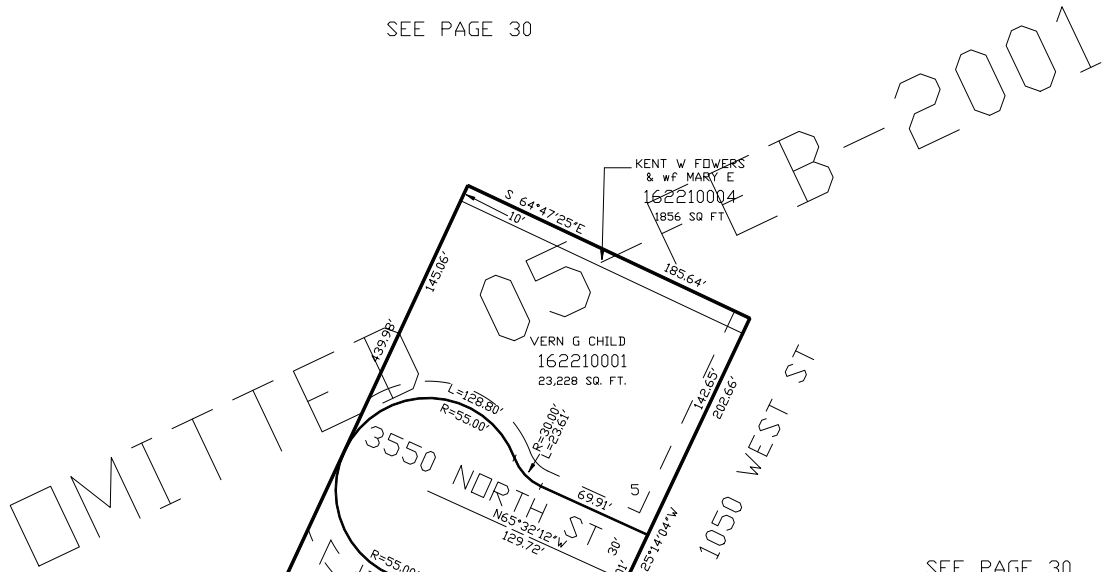 SEE PAGE 30
OMITTED 05-FEB-2001
KENT W FOWERS
& wf MARY E
162210004
1856 SQ FT
S 64°47'25"E
10'
185.64'
145.06'
439.98'
VERN G CHILD
162210001
23,228 SQ. FT.
142.65'
202.66'
L=128.80'
R=55.00'
R=30.00'
L=23.61'
3550 NORTH ST
1050 WEST ST
5
69.91'
N65°32'12"W
129.72'
30'
25°14'04"W
R=55.00'
SEE PAGE 30